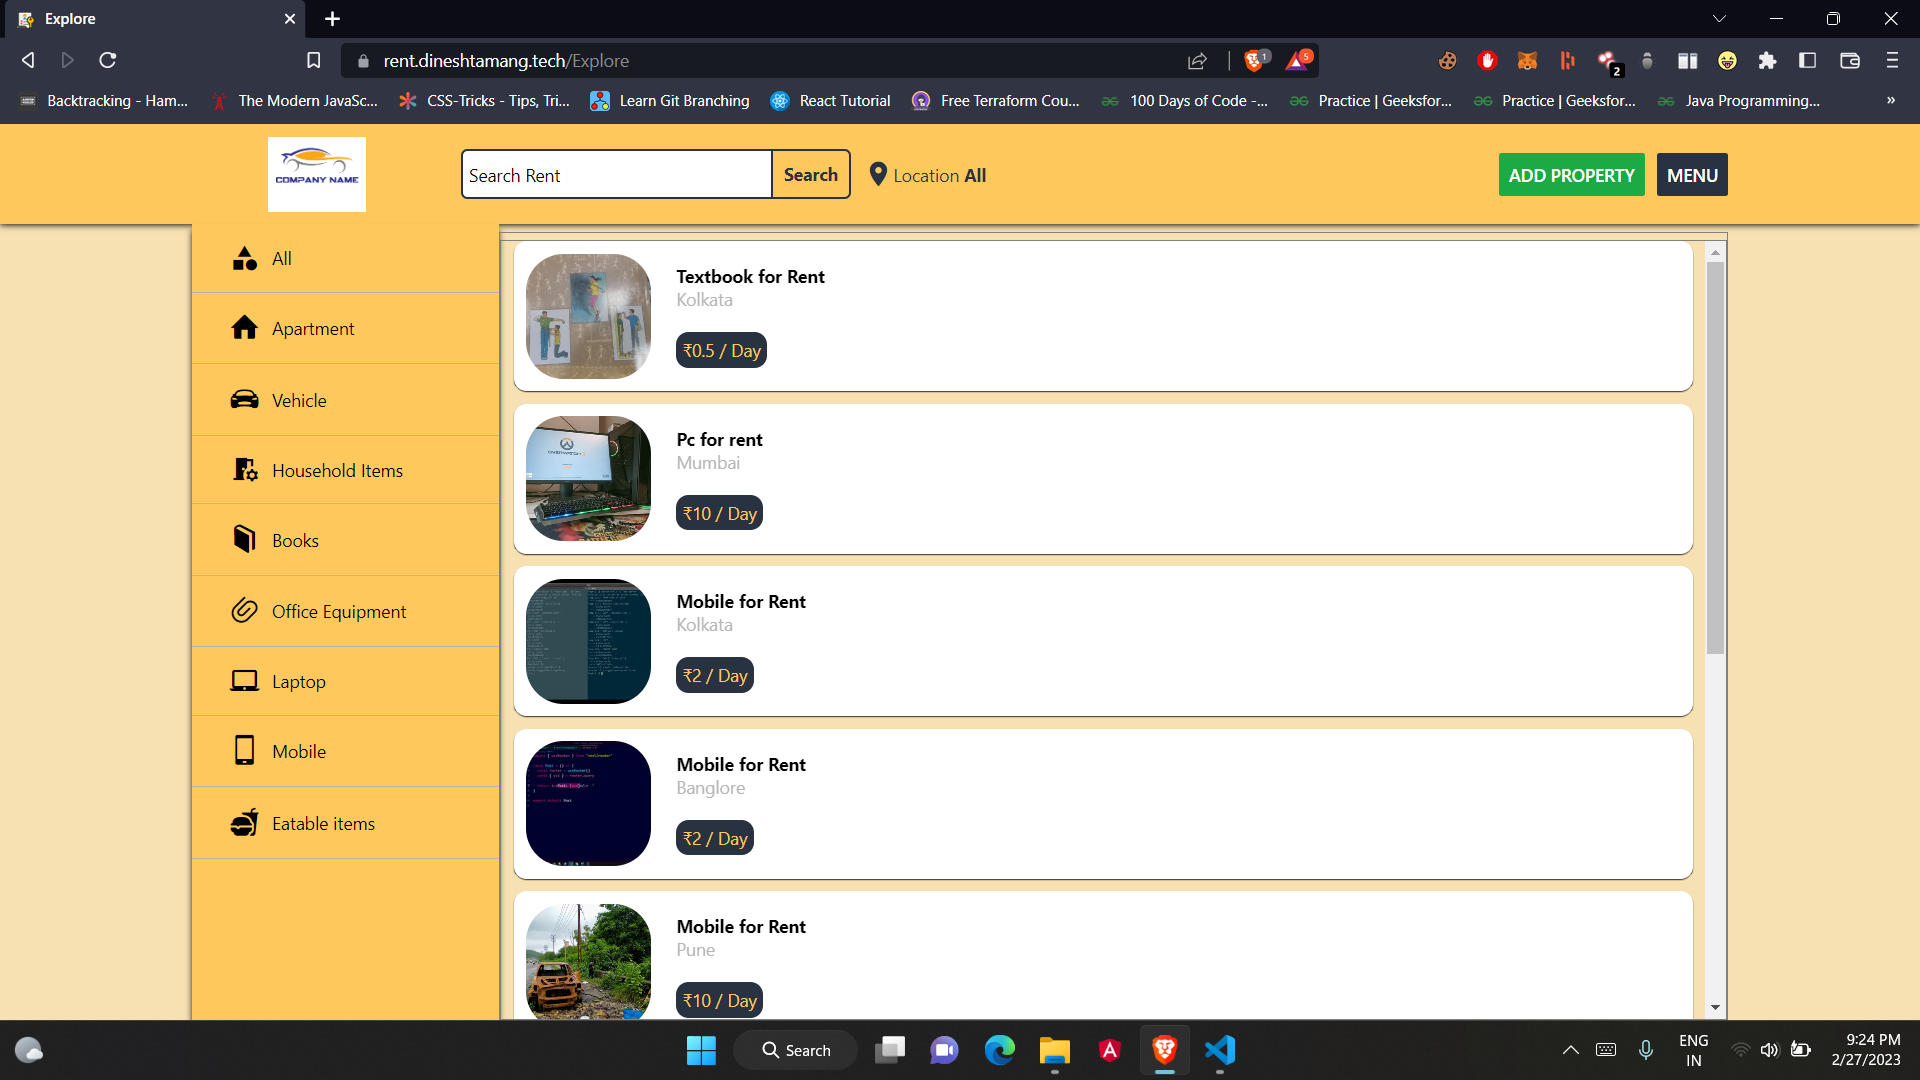 Explore
rent.dineshtamang.tech/Explore
1
5
2
Backtracking - Ham...
The Modern JavaSc...
CSS-Tricks - Tips, Tri...
Learn Git Branching
React Tutorial
Free Terraform Cou...
100 Days of Code -...
Practice | Geeksfor...
Practice | Geeksfor...
Java Programming...
»
COMPANY NAME
Search Rent
Search
Location All
ADD PROPERTY
MENU
All
Apartment
Vehicle
Household Items
Books
Office Equipment
Laptop
Mobile
Eatable items
Textbook for Rent
Kolkata
₹0.5 / Day
Pc for rent
Mumbai
₹10 / Day
Mobile for Rent
Kolkata
₹2 / Day
Mobile for Rent
Banglore
₹2 / Day
Mobile for Rent
Pune
₹10 / Day
Search
ENG
IN
9:24 PM
2/27/2023